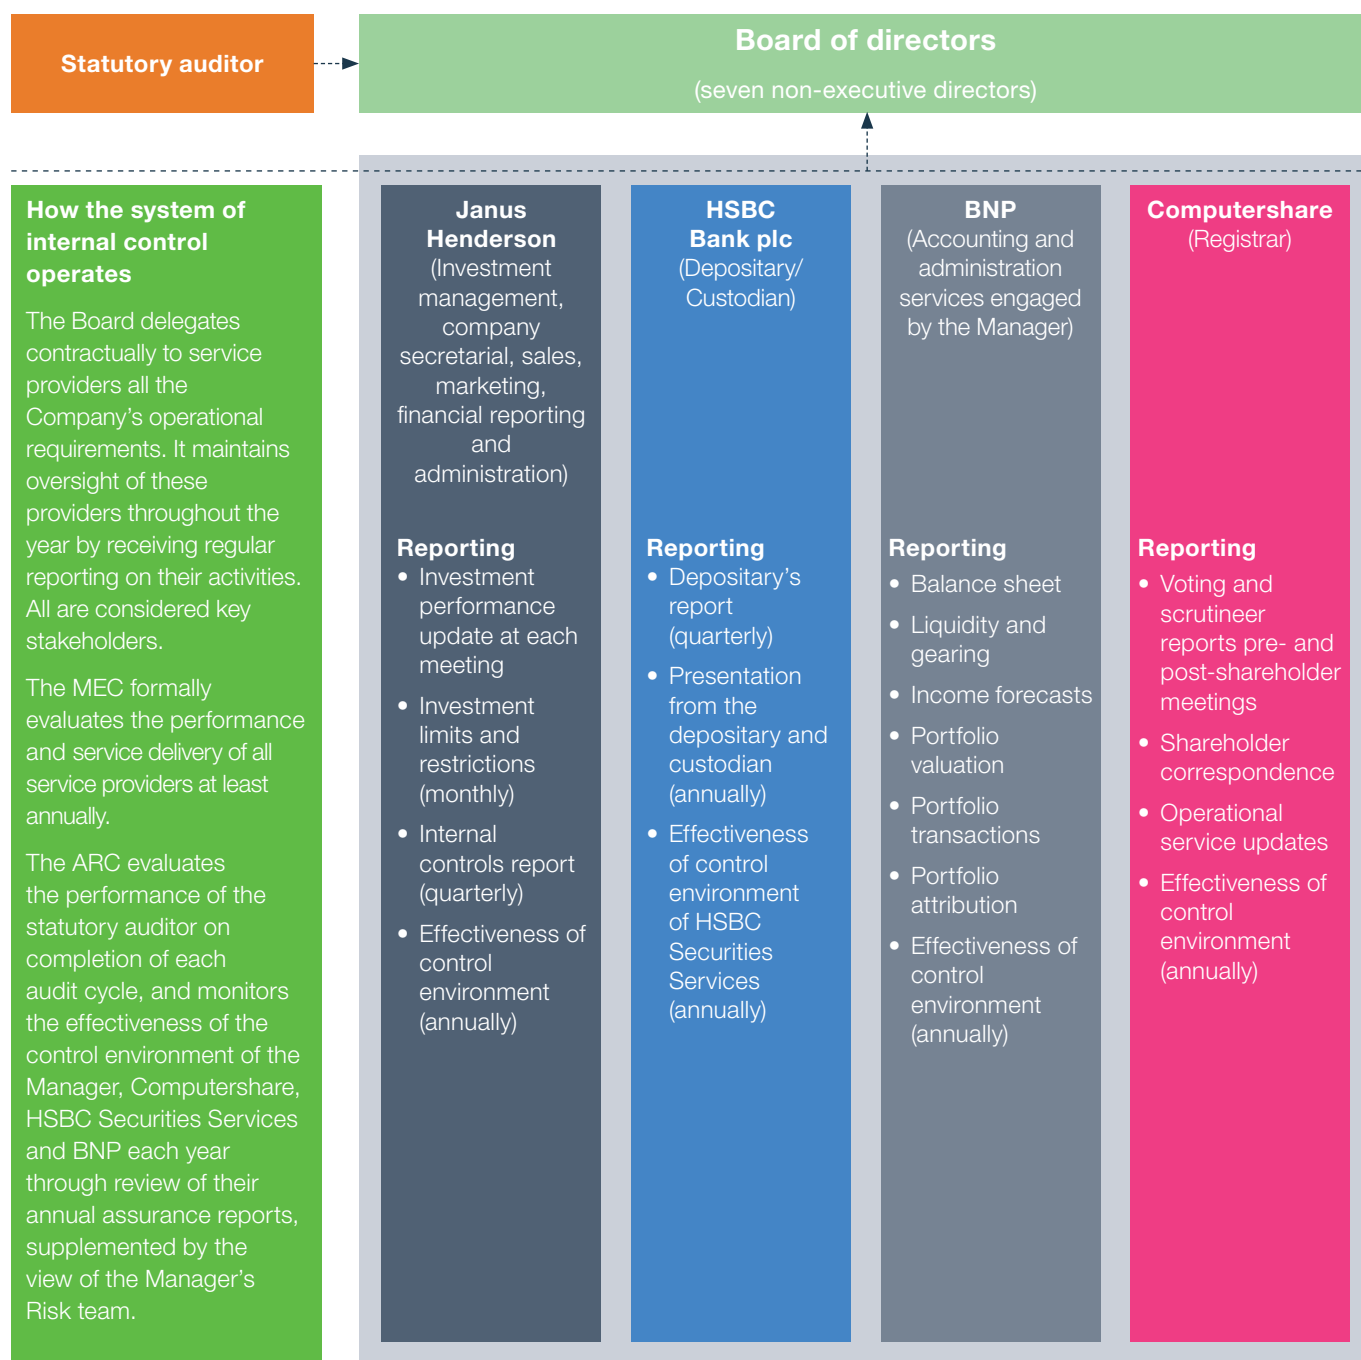 Statutory auditor
Board of directors
(seven non-executive directors)
How the system of
internal control
operates
The Board delegates
contractually to service
providers all the
Company’s operational
requirements. It maintains
oversight of these
providers throughout the
year by receiving regular
reporting on their activities.
All are considered key
stakeholders.
The MEC formally
evaluates the performance
and service delivery of all
service providers at least
annually.
The ARC evaluates
the performance of the
statutory auditor on
completion of each
audit cycle, and monitors
the effectiveness of the
control environment of the
Manager, Computershare,
HSBC Securities Services
and BNP each year
through review of their
annual assurance reports,
supplemented by the
view of the Manager’s
Risk team.
Janus
Henderson
(Investment
management,
company
secretarial, sales,
marketing,
financial reporting
and
administration)
Reporting
• Investment
performance
update at each
meeting
• Investment
limits and
restrictions
(monthly)
• Internal
controls report
(quarterly)
• Effectiveness of
control
environment
(annually)
HSBC
Bank plc
(Depositary/
Custodian)
Reporting
• Depositary’s
report
(quarterly)
• Presentation
from the
depositary and
custodian
(annually)
• Effectiveness
of control
environment
of HSBC
Securities
Services
(annually)
BNP
(Accounting and
administration
services engaged
by the Manager)
Reporting
• Balance sheet
• Liquidity and
gearing
• Income forecasts
• Portfolio
valuation
• Portfolio
transactions
• Portfolio
attribution
• Effectiveness of
control
environment
(annually)
Computershare
(Registrar)
Reporting
• Voting and
scrutineer
reports pre- and
post-shareholder
meetings
• Shareholder
correspondence
• Operational
service updates
• Effectiveness of
control
environment
(annually)